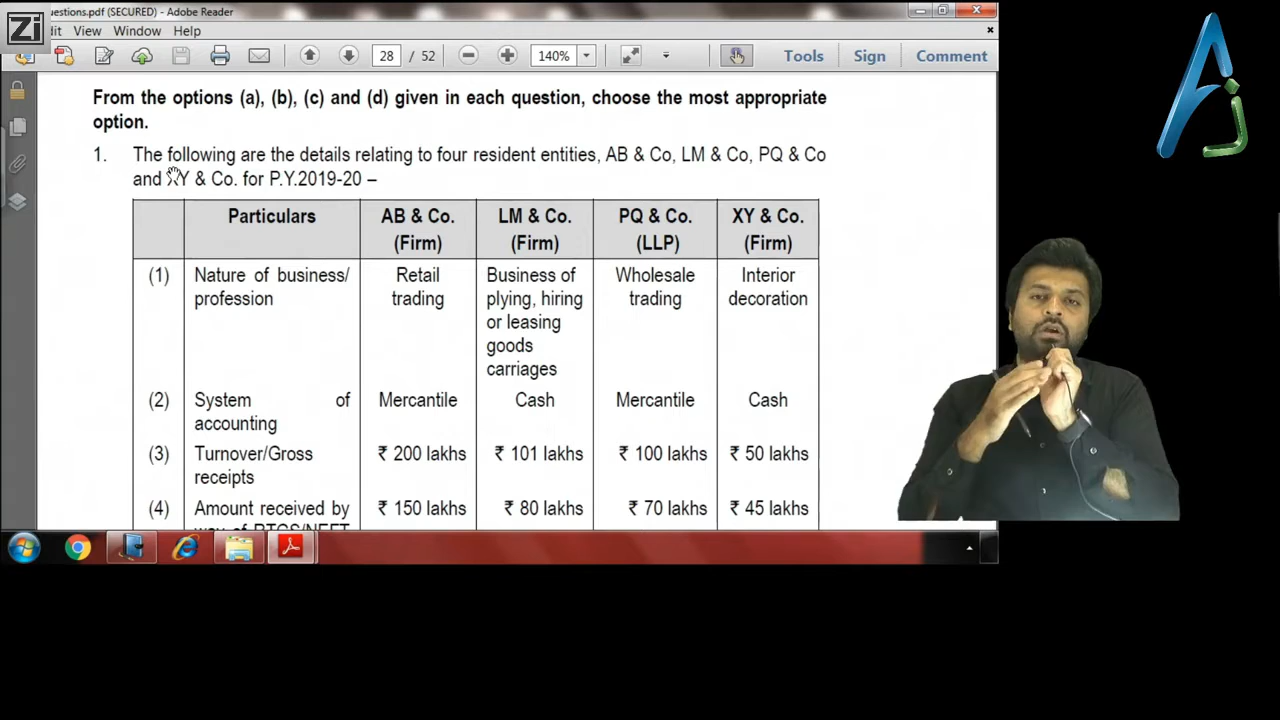 Zi
uestions.pdf (SECURED) - Adobe Reader
dit View Window Help
28 / 52 140% Tools Sign Comment
From the options (a), (b), (c) and (d) given in each question, choose the most appropriate
option.
1. The following are the details relating to four resident entities, AB & Co, LM & Co, PQ & Co
and XY & Co. for P.Y.2019-20 –
Particulars AB & Co. LM & Co. PQ & Co. XY & Co.
(Firm) (Firm) (LLP) (Firm)
(1) Nature of business/ Retail Business of Wholesale Interior
profession trading plying, hiring trading decoration
or leasing
goods
carriages
(2) System of Mercantile Cash Mercantile Cash
accounting
(3) Turnover/Gross ₹ 200 lakhs ₹ 101 lakhs ₹ 100 lakhs ₹ 50 lakhs
receipts
(4) Amount received by ₹ 150 lakhs ₹ 80 lakhs ₹ 70 lakhs ₹ 45 lakhs
way of RTGS/NEFT